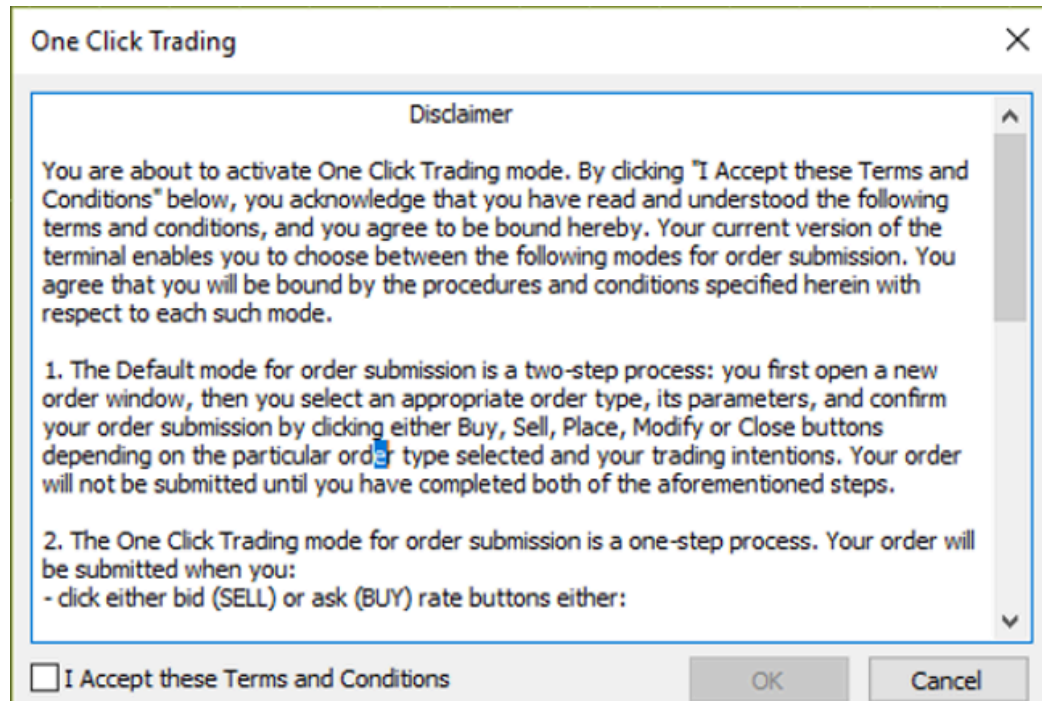 One Click Trading
Disclaimer
You are about to activate One Click Trading mode. By clicking "I Accept these Terms and
Conditions" below, you acknowledge that you have read and understood the following
terms and conditions, and you agree to be bound hereby. Your current version of the
terminal enables you to choose between the following modes for order submission. You
agree that you will be bound by the procedures and conditions specified herein with
respect to each such mode.
1. The Default mode for order submission is a two-step process: you first open a new
order window, then you select an appropriate order type, its parameters, and confirm
your order submission by clicking either Buy, Sell, Place, Modify or Close buttons
depending on the particular order type selected and your trading intentions. Your order
will not be submitted until you have completed both of the aforementioned steps.
2. The One Click Trading mode for order submission is a one-step process. Your order will
be submitted when you:
- click either bid (SELL) or ask (BUY) rate buttons either:
I Accept these Terms and Conditions
OK
Cancel